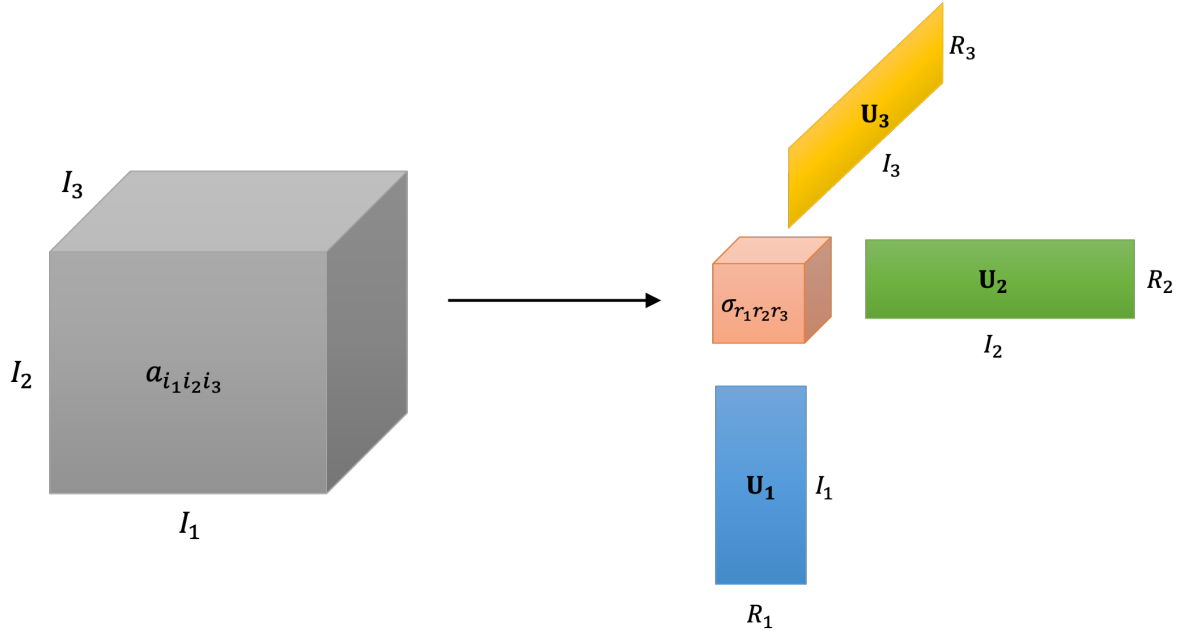 I₃
I₂
a_{i₁i₂i₃}
I₁
R₃
U₃
I₃
σ_{r₁r₂r₃}
U₂
R₂
I₂
U₁
I₁
R₁